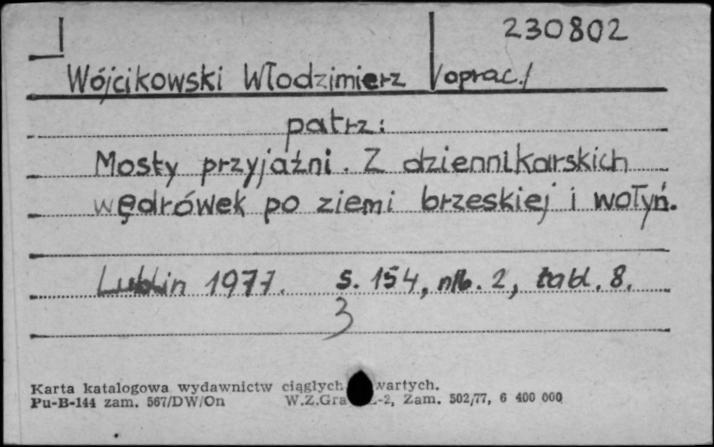 230802
Wójcikowski Włodzimierz /oprac./
patrz:
Mosty przyjaźni. Z dziennikarskich
wędrówek po ziemi brzeskiej i wołyń.
Lublin 1977. S. 154, nlb. 2, tabl. 8.
3
Karta katalogowa wydawnictw ciągłych
Pu-B-144 zam. 567/DW/On -2, Zam. 502/77, 6 400 000